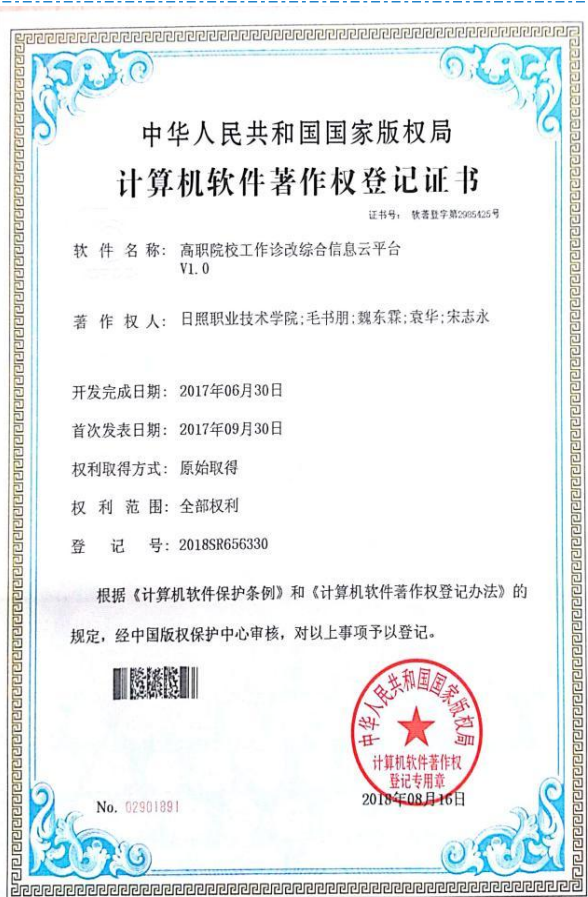 中华人民共和国国家版权局
计算机软件著作权登记证书
证书号： 软著登字第2985425号
软件名称： 高职院校工作诊改综合信息云平台
V1.0
著作权人： 日照职业技术学院;毛书朋;魏东霖;袁华;宋志永
开发完成日期： 2017年06月30日
首次发表日期： 2017年09月30日
权利取得方式： 原始取得
权利范围： 全部权利
登记号： 2018SR656330
根据《计算机软件保护条例》和《计算机软件著作权登记办法》的
规定，经中国版权保护中心审核，对以上事项予以登记。
中华人民共和国国家版权局
计算机软件著作权
登记专用章
No. 02901891
2018年08月16日